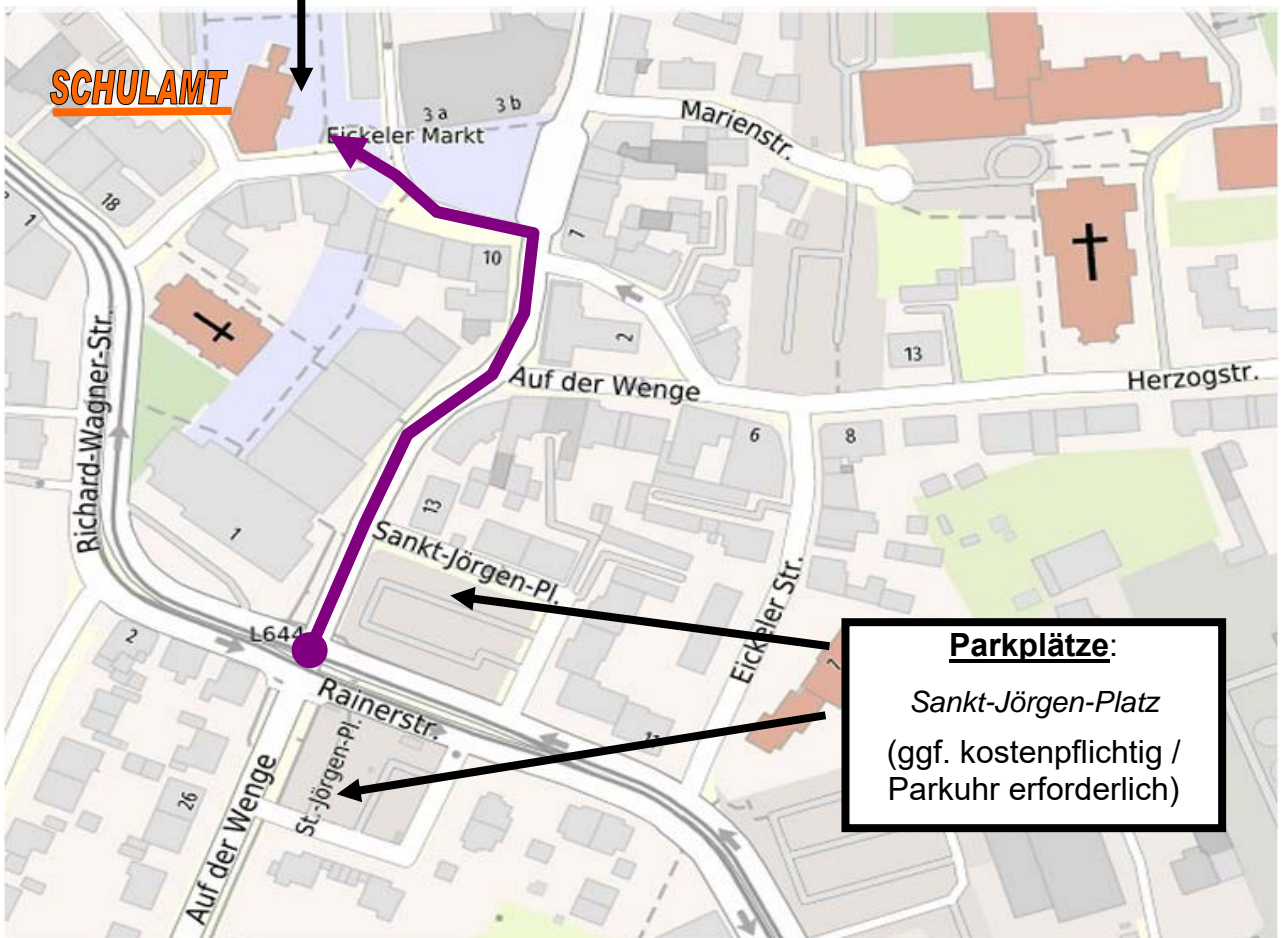 SCHULAMT
3 a
3 b
Eickeler Markt
Marienstr.
18
1
7
10
2
13
Auf der Wenge
Herzogstr.
6
8
Richard-Wagner-Str.
13
1
Sankt-Jörgen-Pl.
Eickeler Str.
L644
2
Rainerstr.
11
7
St.-Jörgen-Pl.
26
Auf der Wenge
Parkplätze:
Sankt-Jörgen-Platz
(ggf. kostenpflichtig /
Parkuhr erforderlich)